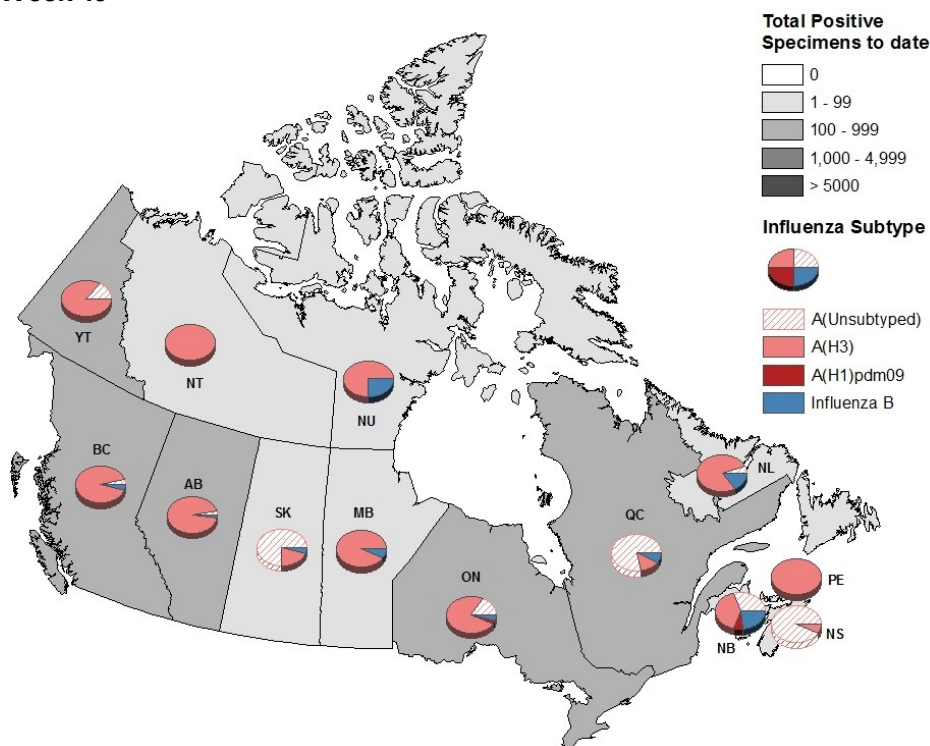 Total Positive
Specimens to date
0
1 - 99
100 - 999
1,000 - 4,999
> 5000
Influenza Subtype
A(Unsubtyped)
A(H3)
A(H1)pdm09
Influenza B
YT
NT
NU
BC
AB
SK
MB
ON
QC
NL
PE
NB
NS